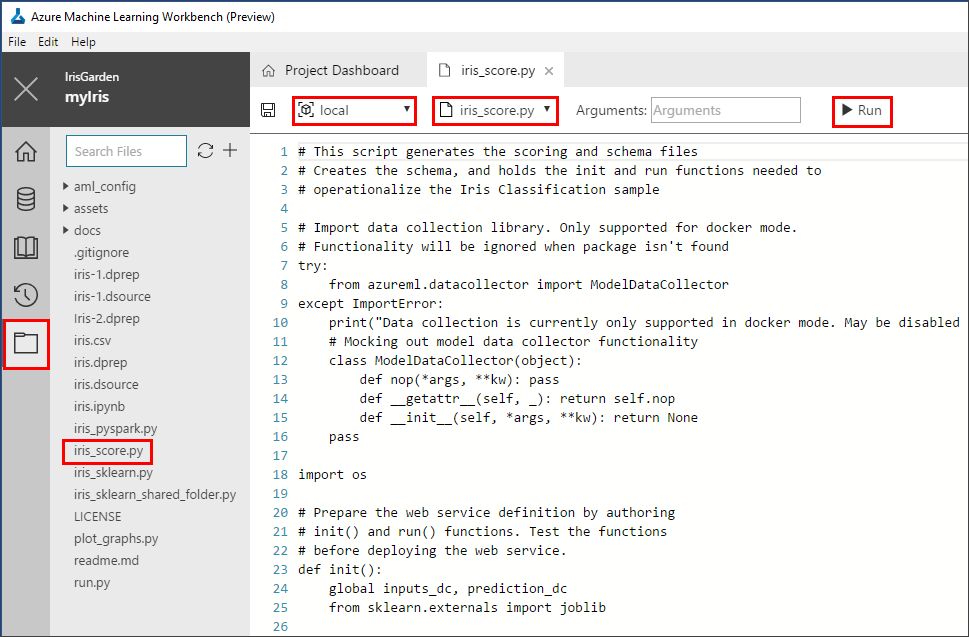 Azure Machine Learning Workbench (Preview)
File Edit Help
IrisGarden
myIris
Project Dashboard
iris_score.py
local
iris_score.py
Arguments:
Arguments
Run
Search Files
aml_config
assets
docs
.gitignore
iris-1.dprep
iris-1.dsource
Iris-2.dprep
iris.csv
iris.dprep
iris.dsource
iris.ipynb
iris_pyspark.py
iris_score.py
iris_sklearn.py
iris_sklearn_shared_folder.py
LICENSE
plot_graphs.py
readme.md
run.py
1 # This script generates the scoring and schema files
2 # Creates the schema, and holds the init and run functions needed to
3 # operationalize the Iris Classification sample
4
5 # Import data collection library. Only supported for docker mode.
6 # Functionality will be ignored when package isn't found
7 try:
8     from azureml.datacollector import ModelDataCollector
9 except ImportError:
10     print("Data collection is currently only supported in docker mode. May be disabled
11     # Mocking out model data collector functionality
12     class ModelDataCollector(object):
13         def nop(*args, **kw): pass
14         def __getattr__(self, _): return self.nop
15         def __init__(self, *args, **kw): return None
16     pass
17
18 import os
19
20 # Prepare the web service definition by authoring
21 # init() and run() functions. Test the functions
22 # before deploying the web service.
23 def init():
24     global inputs_dc, prediction_dc
25     from sklearn.externals import joblib
26